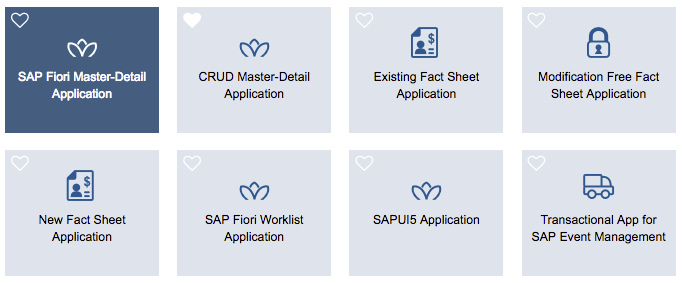 SAP Fiori Master-Detail
Application
CRUD Master-Detail
Application
Existing Fact Sheet
Application
Modification Free Fact
Sheet Application
$
$
New Fact Sheet
Application
SAP Fiori Worklist
Application
SAPUI5 Application
Transactional App for
SAP Event Management